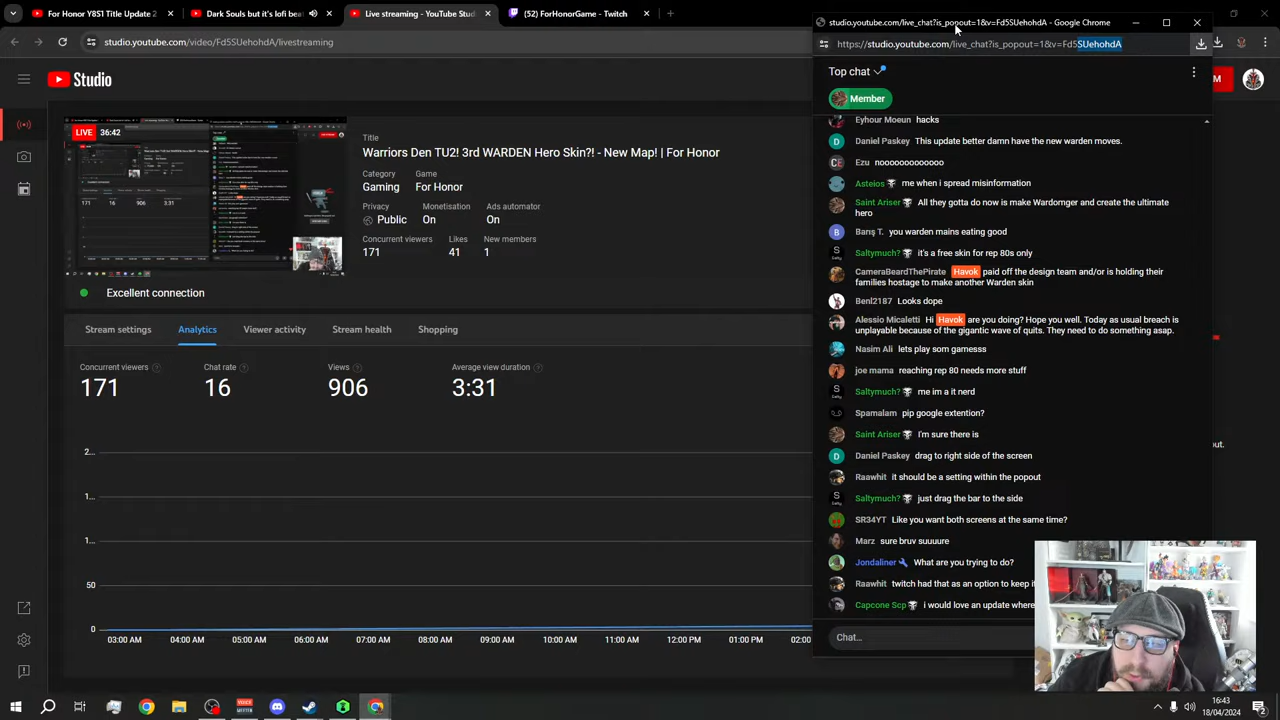 For Honor Y8S1 Title Update 2
Dark Souls but it's lofi bea
Live streaming - YouTube Stud
(52) ForHonorGame - Twitch
studio.youtube.com/video/Fd5SUehohdA/livestreaming
studio.youtube.com/live_chat?is_popout=1&v=Fd5SUehohdA - Google Chrome
https://studio.youtube.com/live_chat?is_popout=1&v=Fd5SUehohdA
Studio
LIVE 36:42
Title
Warriors Den TU2! 3rd WARDEN Hero Skin? - New Map - For Honor
Category Game
Gaming For Honor
Privacy Monetisation Ads automator
Public On On
Concurrent viewers Likes New members
171 41 1
Excellent connection
Stream settings Analytics Viewer activity Stream health Shopping
Concurrent viewers Chat rate Views Average view duration
171 16 906 3:31
2...
1...
1...
50
0
03:00 AM 04:00 AM 05:00 AM 06:00 AM 07:00 AM 08:00 AM 09:00 AM 10:00 AM 11:00 AM 12:00 PM 01:00 PM 02:00
Top chat
Member
Eyhour Moeun hacks
Daniel Paskey This update better damn have the new warden moves.
Ezu nooooooooooooo
Asteios me when i spread misinformation
Saint Ariser All they gotta do now is make Wardomger and create the ultimate
hero
Barış T. you warden mains eating good
Saltymuch? it's a free skin for rep 80s only
CameraBeardThePirate Havok paid off the design team and/or is holding their
families hostage to make another Warden skin
Benl2187 Looks dope
Alessio Micaletti Hi Havok are you doing? Hope you well. Today as usual breach is
unplayable because of the gigantic wave of quits. They need to do something asap.
Nasim Ali lets play som gamesss
joe mama reaching rep 80 needs more stuff
Saltymuch? me im a it nerd
Spamalam pip google extention?
Saint Ariser I'm sure there is
Daniel Paskey drag to right side of the screen
Raawhit it should be a setting within the popout
Saltymuch? just drag the bar to the side
SR34YT Like you want both screens at the same time?
Marz sure bruv suuuure
Jondaliner What are you trying to do?
Raawhit twitch had that as an option to keep i
Capcone Scp i would love an update where
Chat...
16:43
18/04/2024